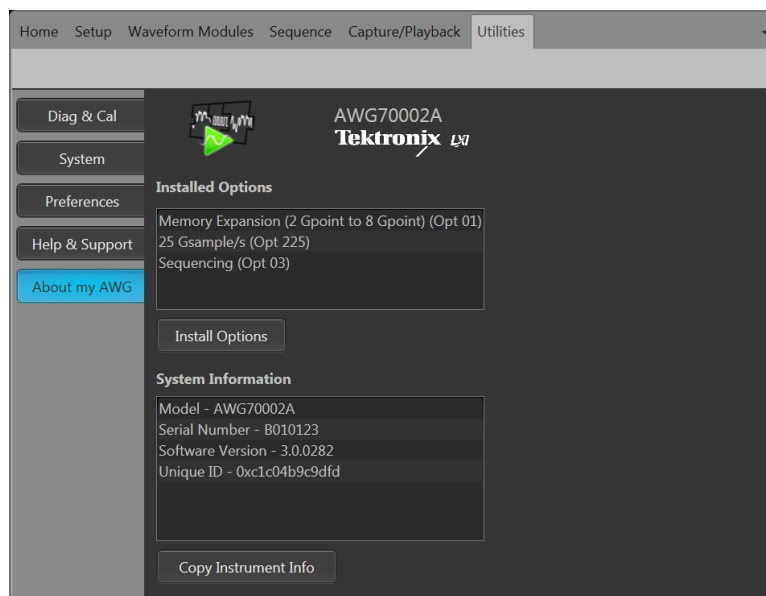 Home Setup Waveform Modules Sequence Capture/Playback Utilities
Diag & Cal
System
Preferences
Help & Support
About my AWG
AWG70002A
Tektronix LXI
Installed Options
Memory Expansion (2 Gpoint to 8 Gpoint) (Opt 01)
25 Gsample/s (Opt 225)
Sequencing (Opt 03)
Install Options
System Information
Model - AWG70002A
Serial Number - B010123
Software Version - 3.0.0282
Unique ID - 0xc1c04b9c9dfd
Copy Instrument Info